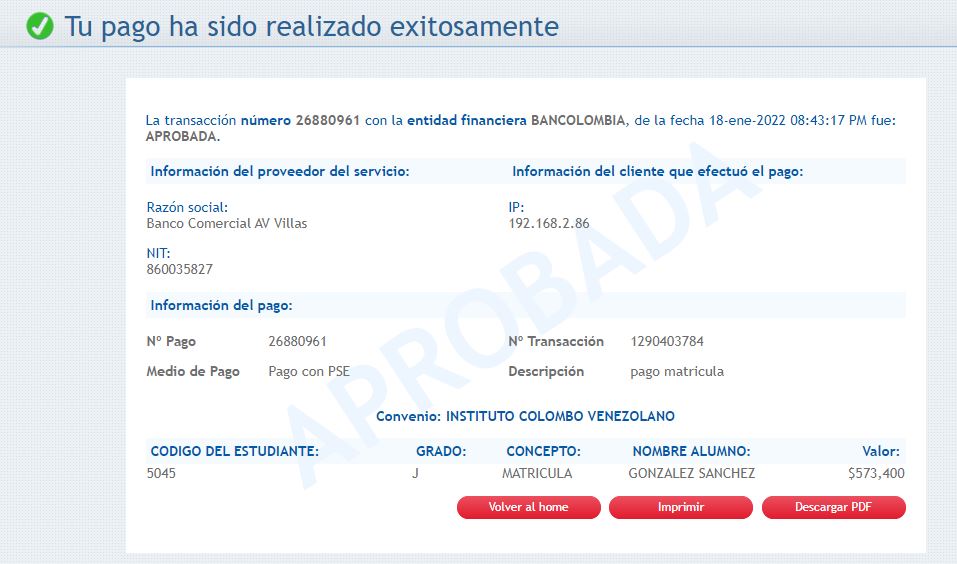 Tu pago ha sido realizado exitosamente
La transacción número 26880961 con la entidad financiera BANCOLOMBIA, de la fecha 18-ene-2022 08:43:17 PM fue:
APROBADA.
Información del proveedor del servicio: Información del cliente que efectuó el pago:
Razón social: IP:
Banco Comercial AV Villas 192.168.2.86
NIT:
860035827
Información del pago:
Nº Pago 26880961 Nº Transacción 1290403784
Medio de Pago Pago con PSE Descripción pago matricula
Convenio: INSTITUTO COLOMBO VENEZOLANO
CODIGO DEL ESTUDIANTE: GRADO: CONCEPTO: NOMBRE ALUMNO: Valor:
5045 J MATRICULA GONZALEZ SANCHEZ $573,400
Volver al home Imprimir Descargar PDF
APROBADA